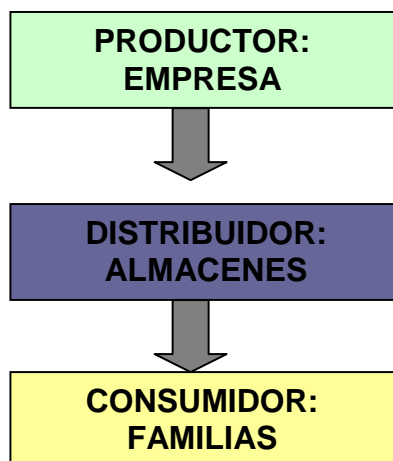 PRODUCTOR:
EMPRESA
DISTRIBUIDOR:
ALMACENES
CONSUMIDOR:
FAMILIAS